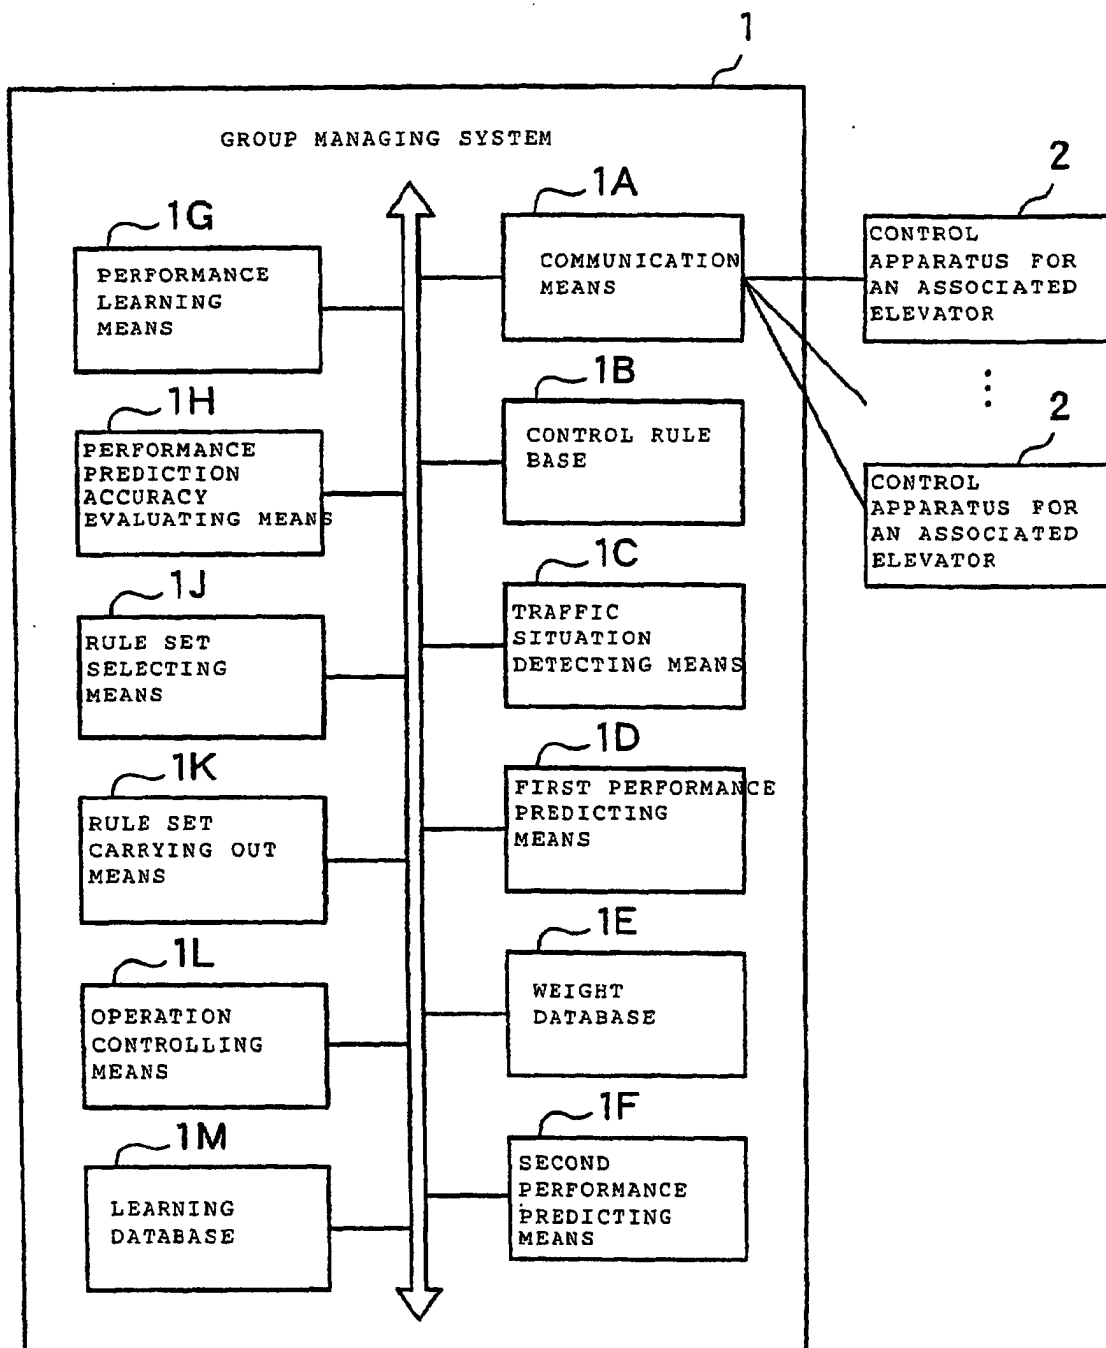 1
GROUP MANAGING SYSTEM
1G
PERFORMANCE
LEARNING
MEANS
1H
PERFORMANCE
PREDICTION
ACCURACY
EVALUATING MEANS
1J
RULE SET
SELECTING
MEANS
1K
RULE SET
CARRYING OUT
MEANS
1L
OPERATION
CONTROLLING
MEANS
1M
LEARNING
DATABASE
1A
COMMUNICATION
MEANS
1B
CONTROL RULE
BASE
1C
TRAFFIC
SITUATION
DETECTING MEANS
1D
FIRST PERFORMANCE
PREDICTING
MEANS
1E
WEIGHT
DATABASE
1F
SECOND
PERFORMANCE
PREDICTING
MEANS
2
CONTROL
APPARATUS FOR
AN ASSOCIATED
ELEVATOR
2
CONTROL
APPARATUS FOR
AN ASSOCIATED
ELEVATOR